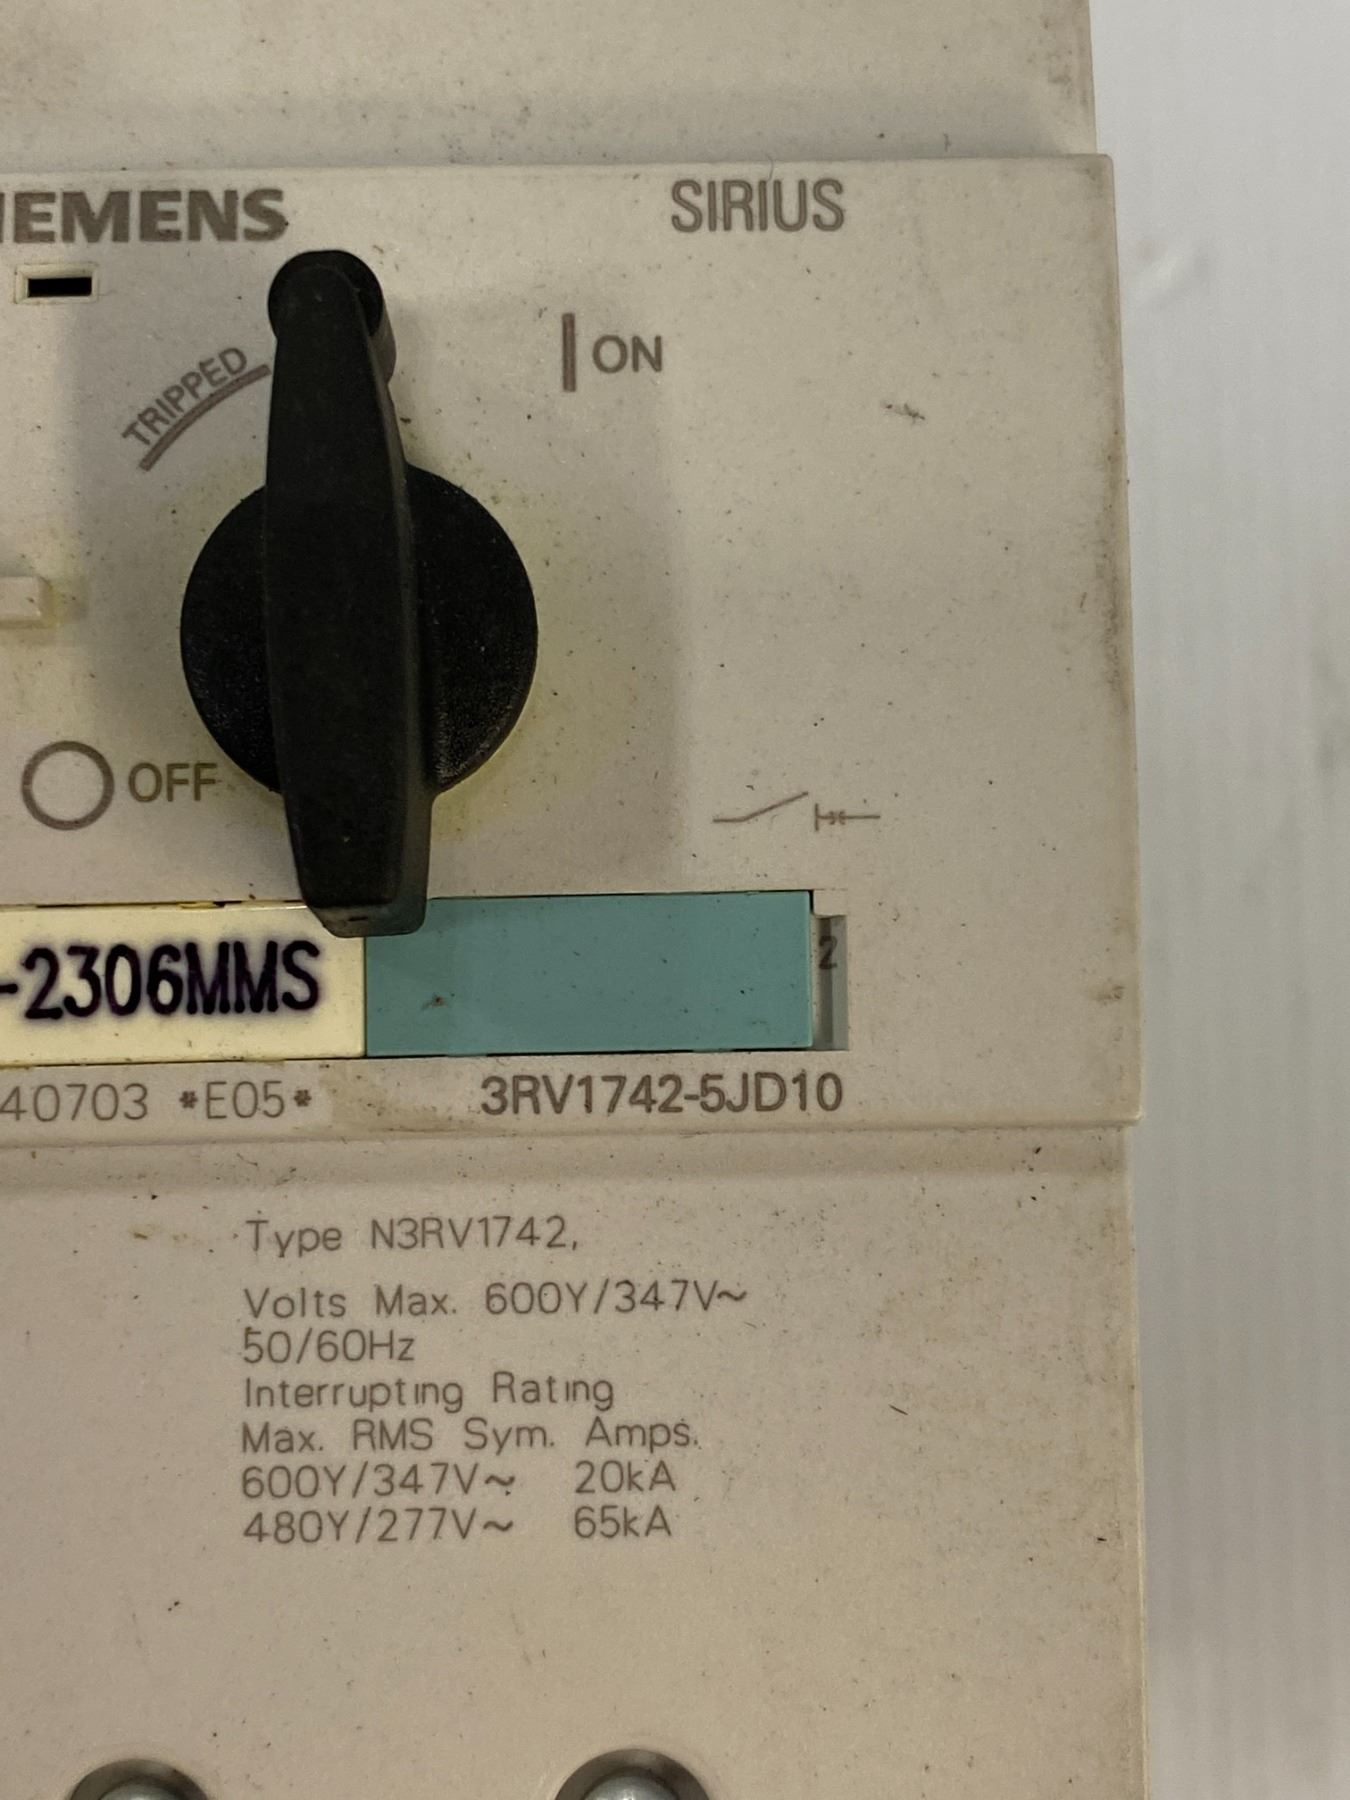 IEMENS SIRIUS
TRIPPED
ON
OFF
-2306MMS
2
40703 *E05* 3RV1742-5JD10
Type N3RV1742,
Volts Max. 600Y/347V~
50/60Hz
Interrupting Rating
Max. RMS Sym. Amps.
600Y/347V~ 20kA
480Y/277V~ 65kA